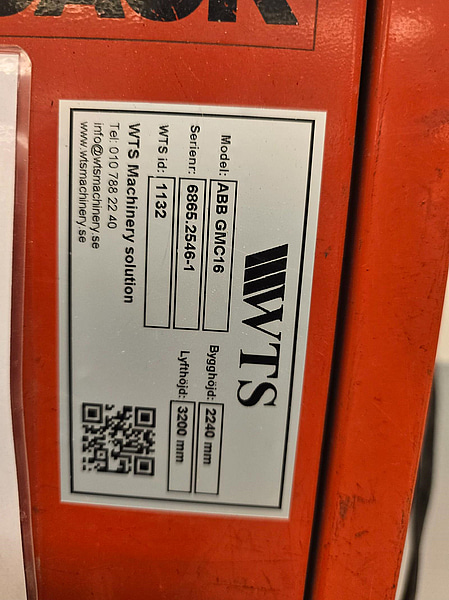 WTS
Model: ABB GMC16
Serienr: 6865.2546-1
WTS id: 1132
Bygghöjd: 2240 mm
Lyfthöjd: 3200 mm
WTS Machinery solution
Tel: 010 788 22 40
info@wtsmachinery.se
www.wtsmachinery.se